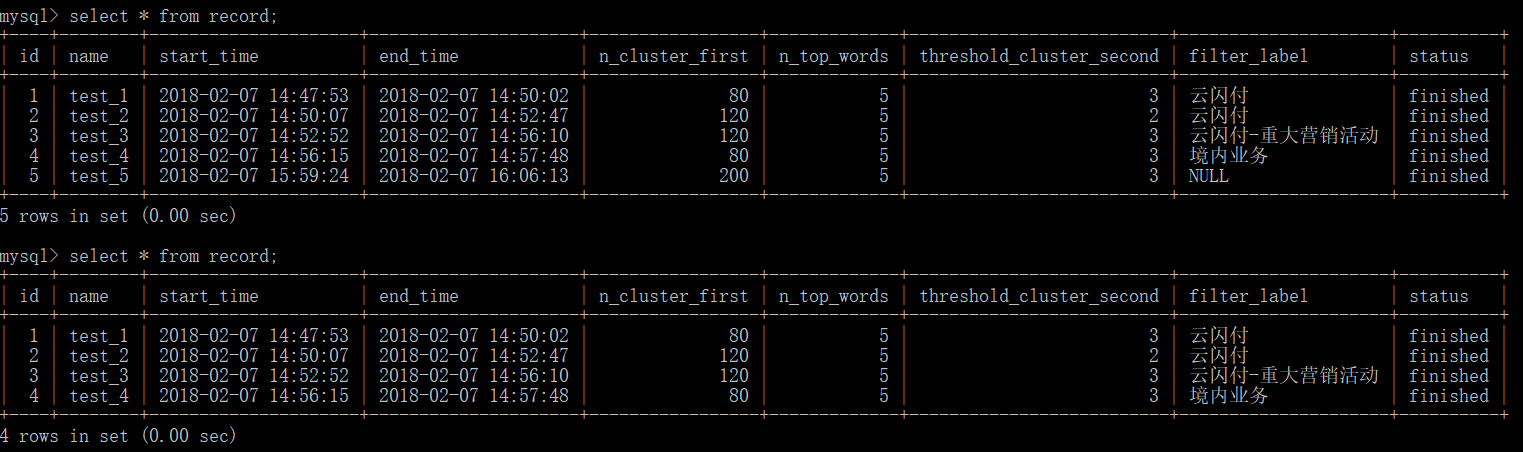 mysql> select * from record;
| id | name | start_time | end_time | n_cluster_first | n_top_words | threshold_cluster_second | filter_label | status |
| 1 | test_1 | 2018-02-07 14:47:53 | 2018-02-07 14:50:02 | 80 | 5 | 3 | 云闪付 | finished |
| 2 | test_2 | 2018-02-07 14:50:07 | 2018-02-07 14:52:47 | 120 | 5 | 2 | 云闪付 | finished |
| 3 | test_3 | 2018-02-07 14:52:52 | 2018-02-07 14:56:10 | 120 | 5 | 3 | 云闪付-重大营销活动 | finished |
| 4 | test_4 | 2018-02-07 14:56:15 | 2018-02-07 14:57:48 | 80 | 5 | 3 | 境内业务 | finished |
| 5 | test_5 | 2018-02-07 15:59:24 | 2018-02-07 16:06:13 | 200 | 5 | 3 | NULL | finished |
5 rows in set (0.00 sec)
mysql> select * from record;
| id | name | start_time | end_time | n_cluster_first | n_top_words | threshold_cluster_second | filter_label | status |
| 1 | test_1 | 2018-02-07 14:47:53 | 2018-02-07 14:50:02 | 80 | 5 | 3 | 云闪付 | finished |
| 2 | test_2 | 2018-02-07 14:50:07 | 2018-02-07 14:52:47 | 120 | 5 | 2 | 云闪付 | finished |
| 3 | test_3 | 2018-02-07 14:52:52 | 2018-02-07 14:56:10 | 120 | 5 | 3 | 云闪付-重大营销活动 | finished |
| 4 | test_4 | 2018-02-07 14:56:15 | 2018-02-07 14:57:48 | 80 | 5 | 3 | 境内业务 | finished |
4 rows in set (0.00 sec)